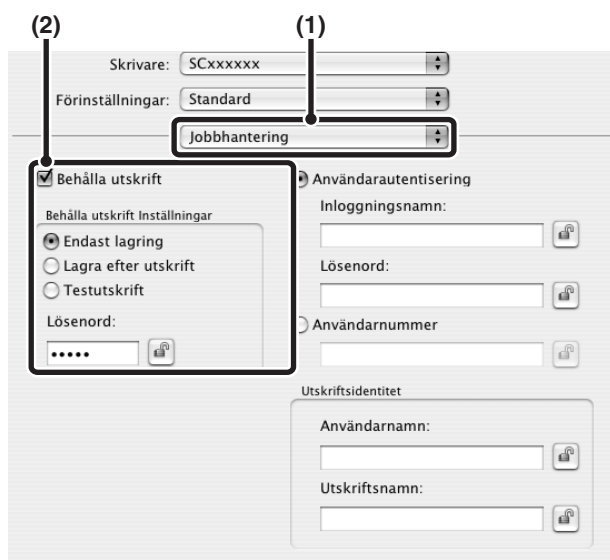 (2)
(1)
Skrivare: SCxxxxxx
Förinställningar: Standard
Jobbhantering
Behålla utskrift
Behålla utskrift Inställningar
Endast lagring
Lagra efter utskrift
Testutskrift
Lösenord:
•••••
Användarautentisering
Inloggningsnamn:
Lösenord:
Användarnummer
Utskriftsidentitet
Användarnamn:
Utskriftsnamn: